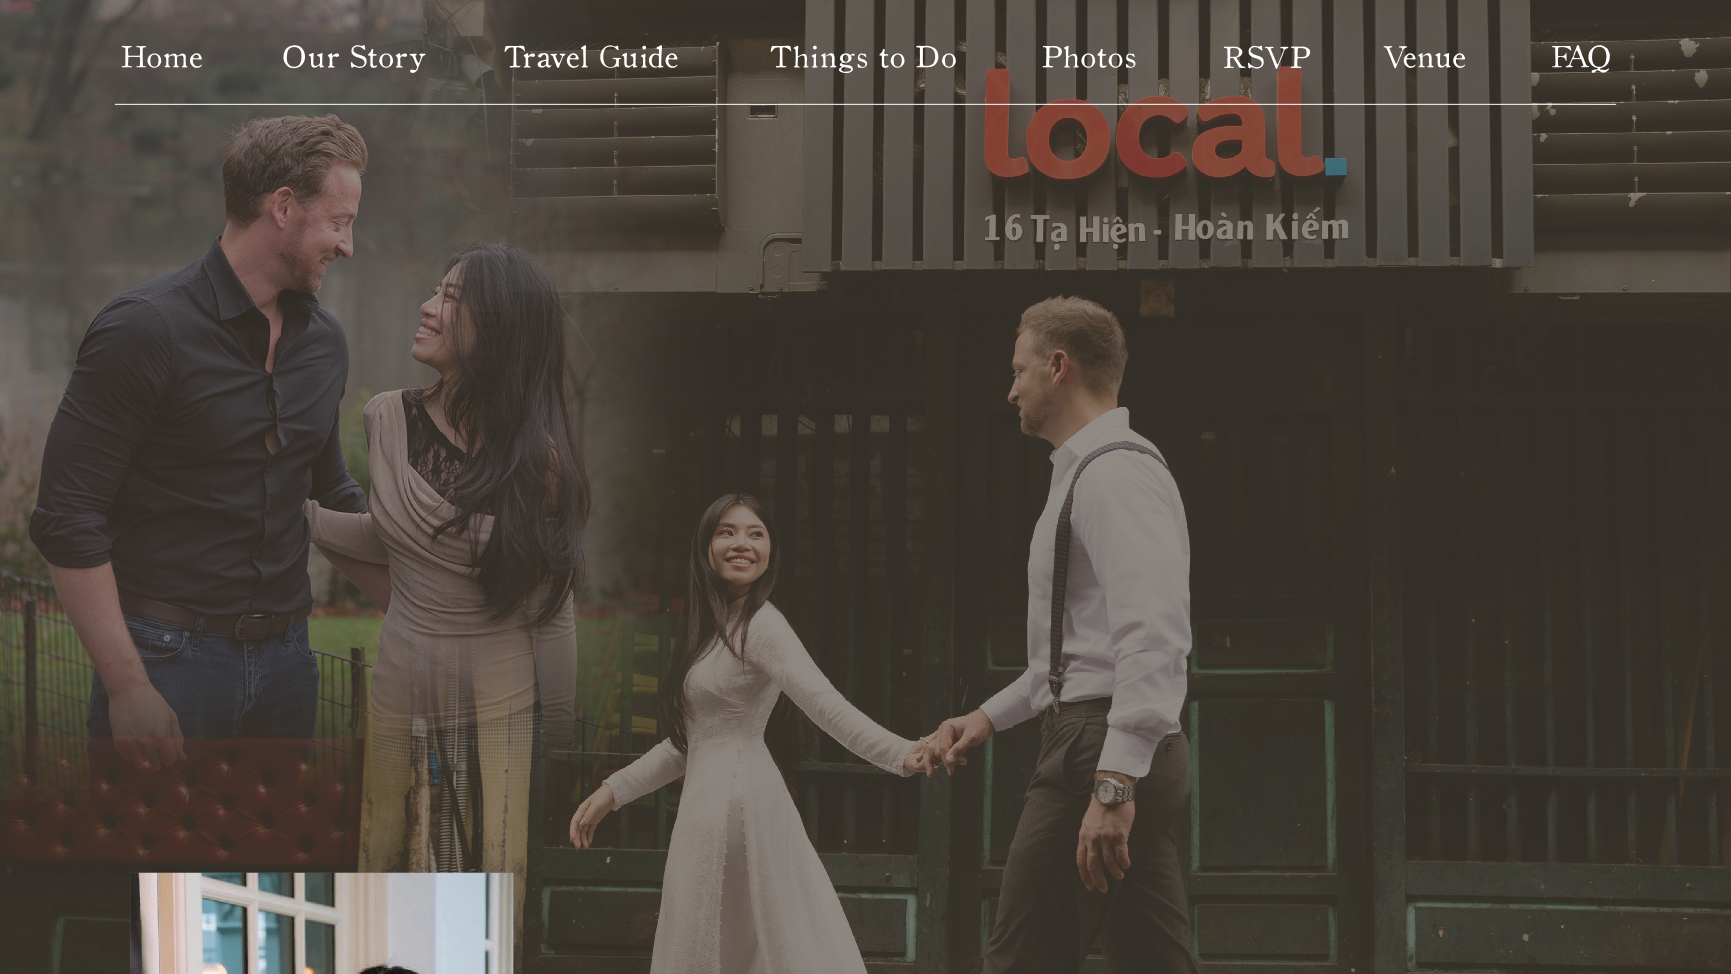 Home Our Story Travel Guide Things to Do Photos RSVP Venue FAQ
local.
16 Tạ Hiện - Hoàn Kiếm